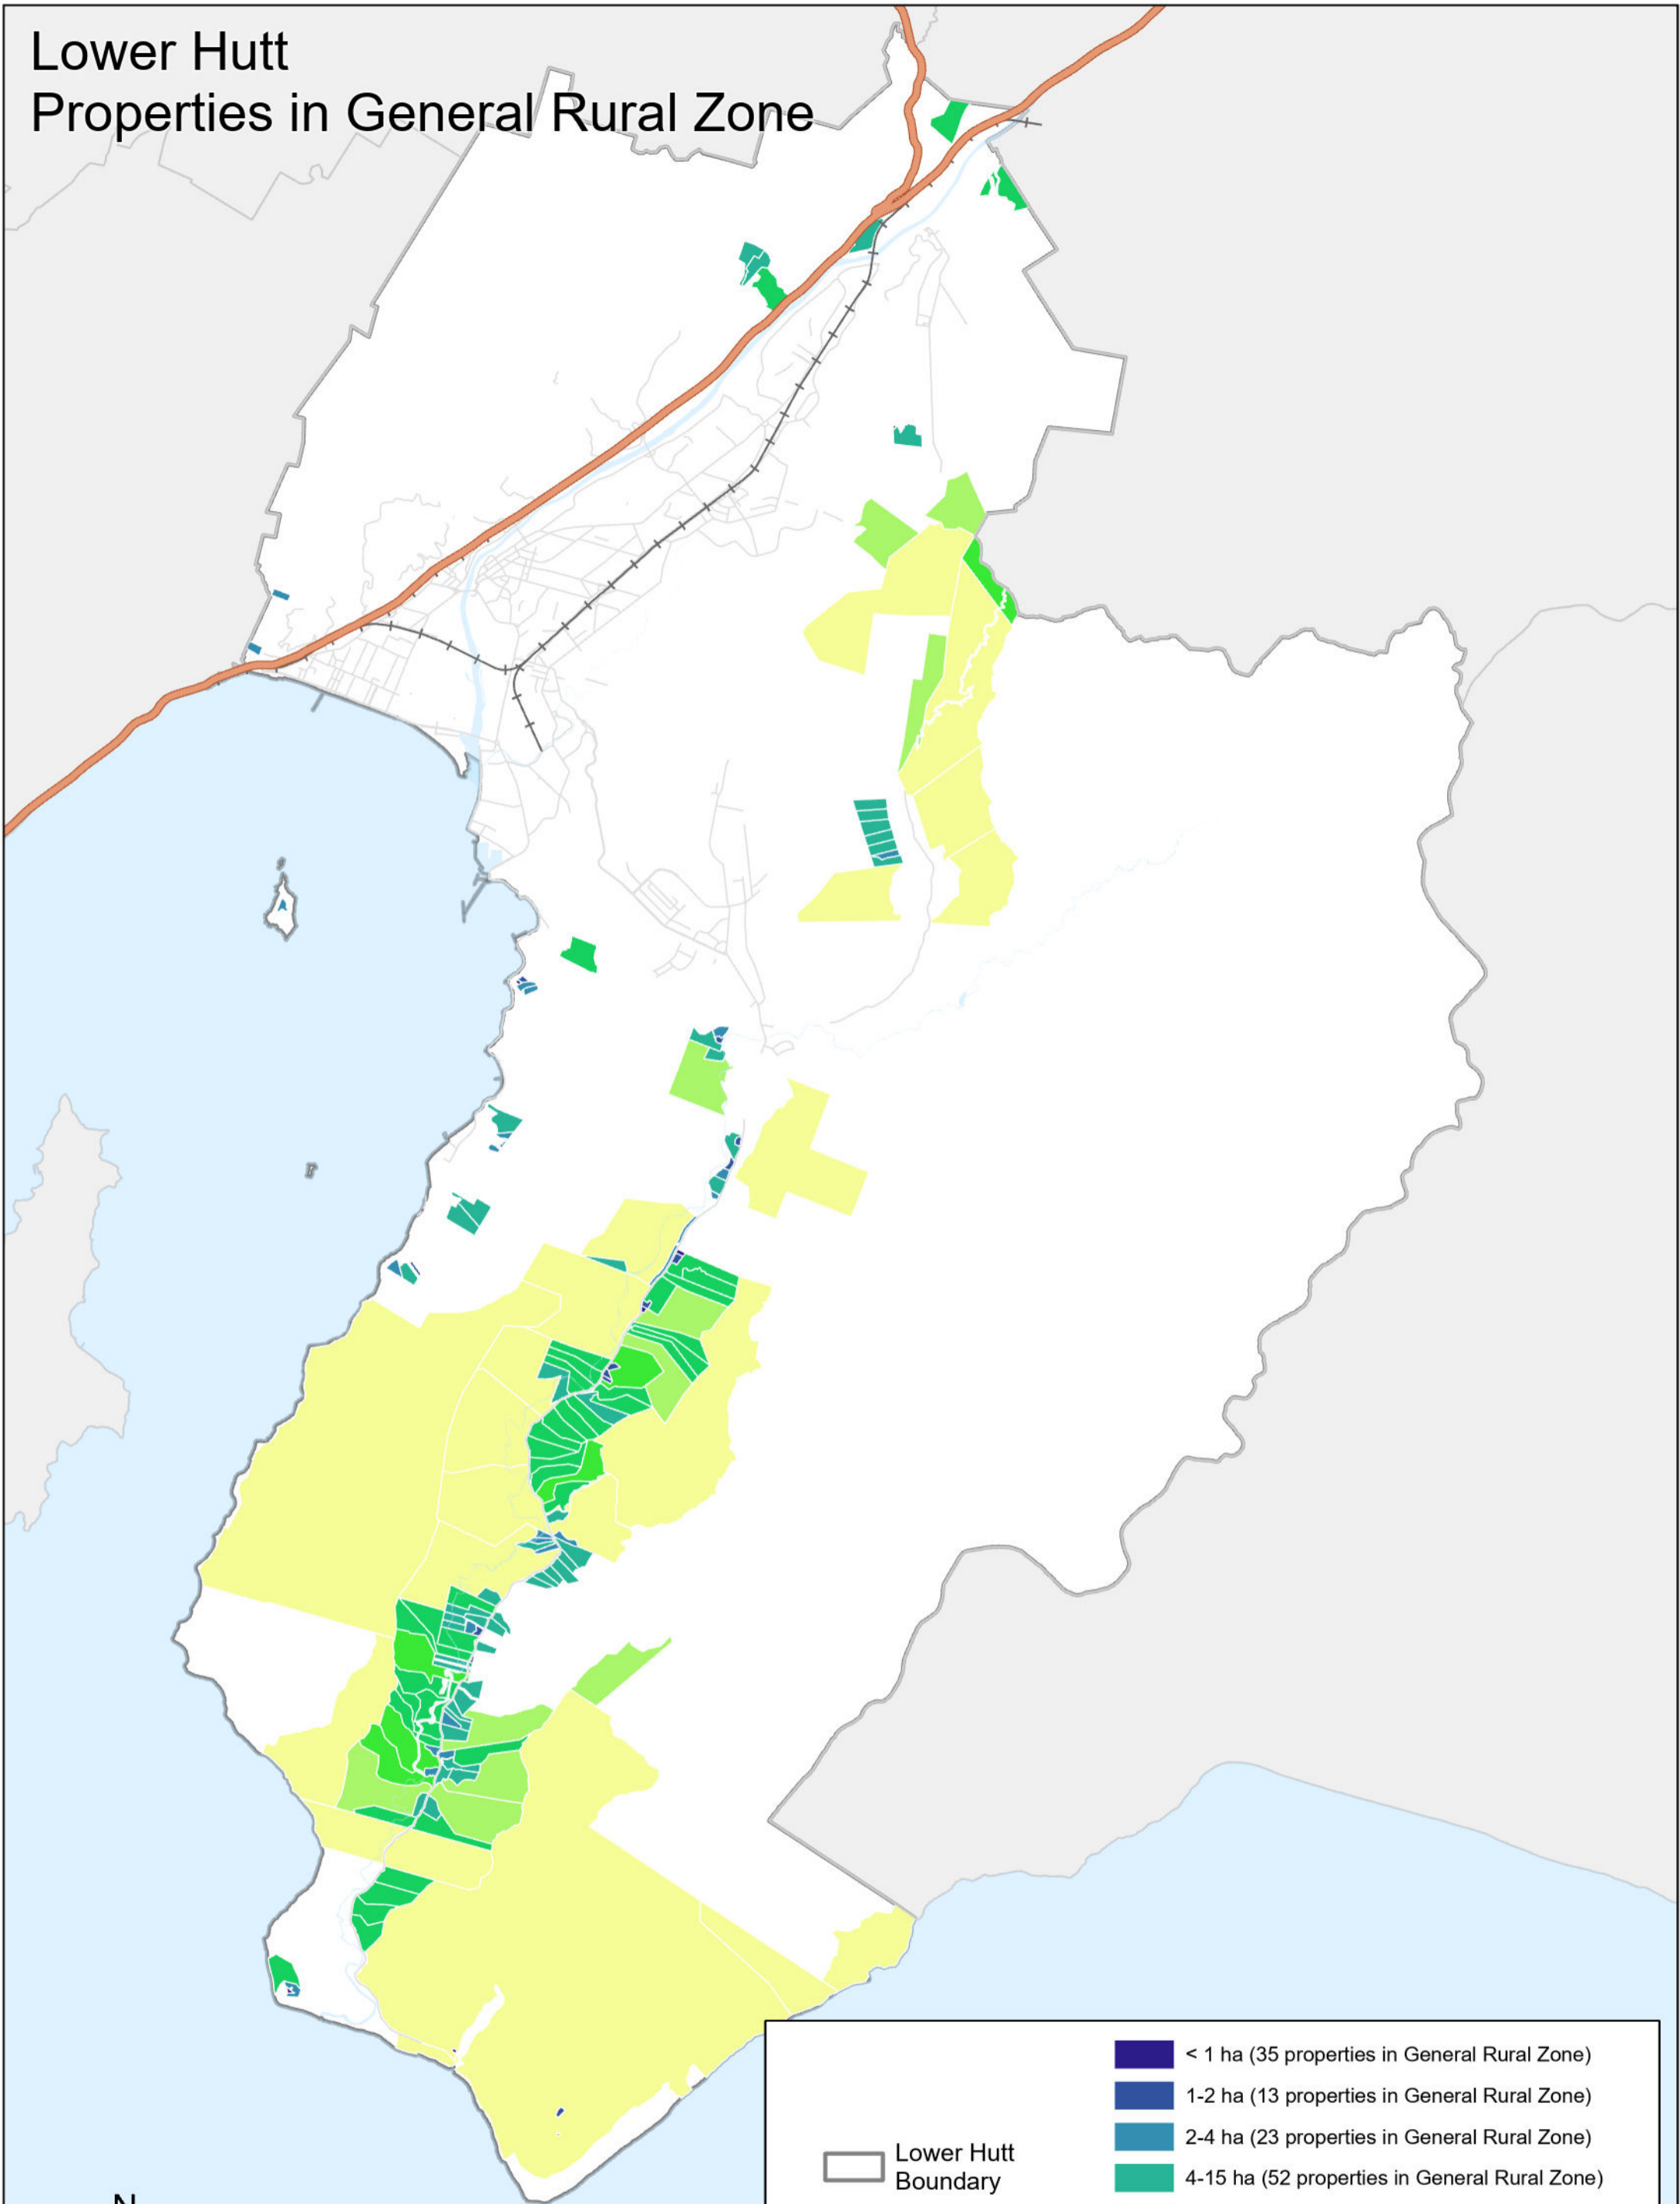 Lower Hutt
Properties in General Rural Zone
< 1 ha (35 properties in General Rural Zone)
1-2 ha (13 properties in General Rural Zone)
2-4 ha (23 properties in General Rural Zone)
4-15 ha (52 properties in General Rural Zone)
Lower Hutt
Boundary
N